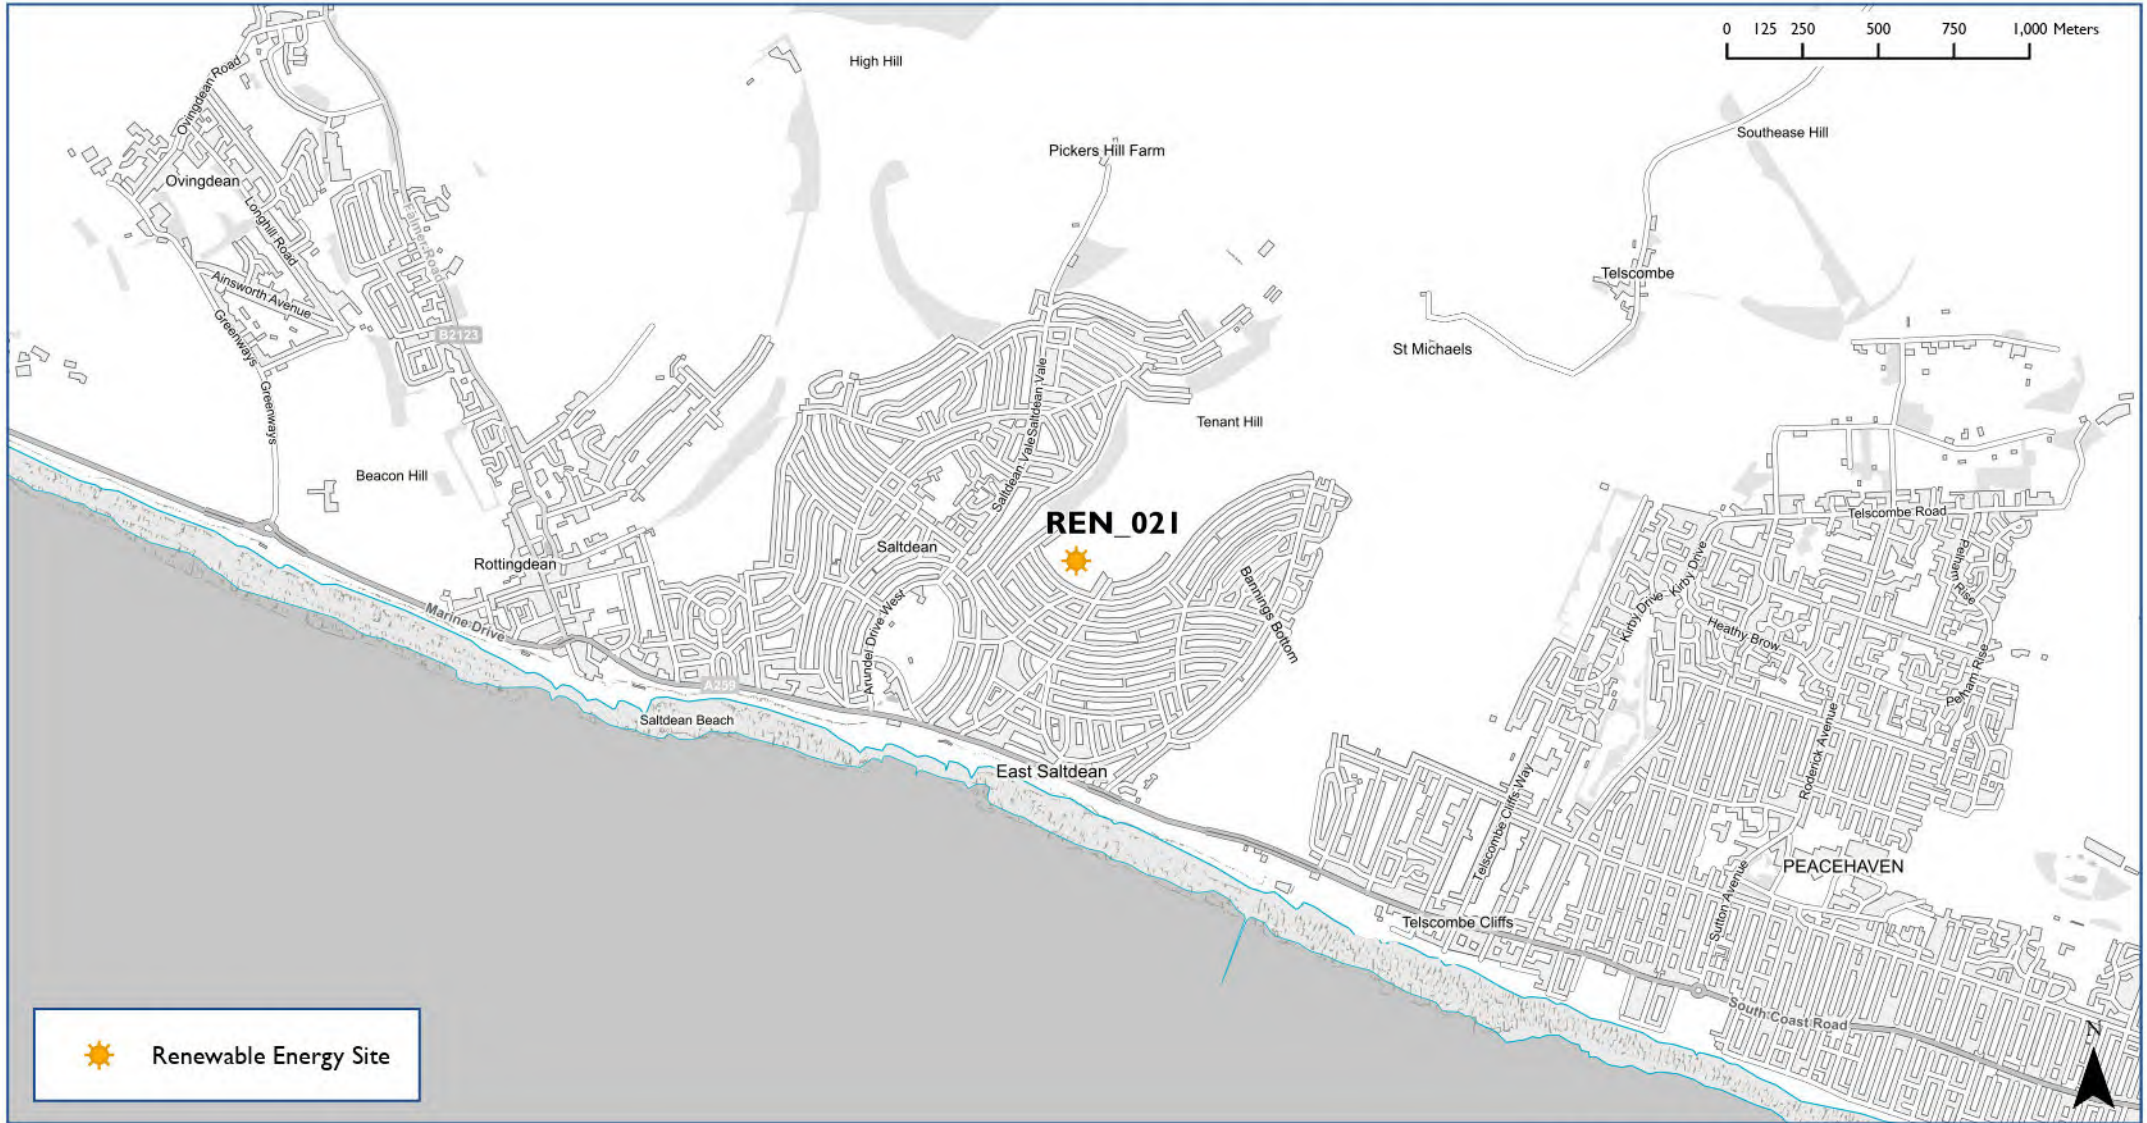 0 125 250 500 750 1,000 Meters
High Hill
Ovingdean Road
Southease Hill
Pickers Hill Farm
Ovingdean
Longhill Road
Falmer Road
Ainsworth Avenue
Telscombe
Greenways
B2123
St Michaels
Greenways
Saltdean Vale
Saltdean Vale
Tenant Hill
Beacon Hill
Telscombe Road
REN_021
Saltdean
Rottingdean
Pelham Rise
Kirby Drive
Kirby Drive
Bannings Bottom
Marine Drive
Arundel Drive West
Heathy Brow
Pelham Rise
A259
Saltdean Beach
Roderick Avenue
East Saltdean
Telscombe Cliffs Way
PEACEHAVEN
Sutton Avenue
Telscombe Cliffs
South Coast Road
N
Renewable Energy Site